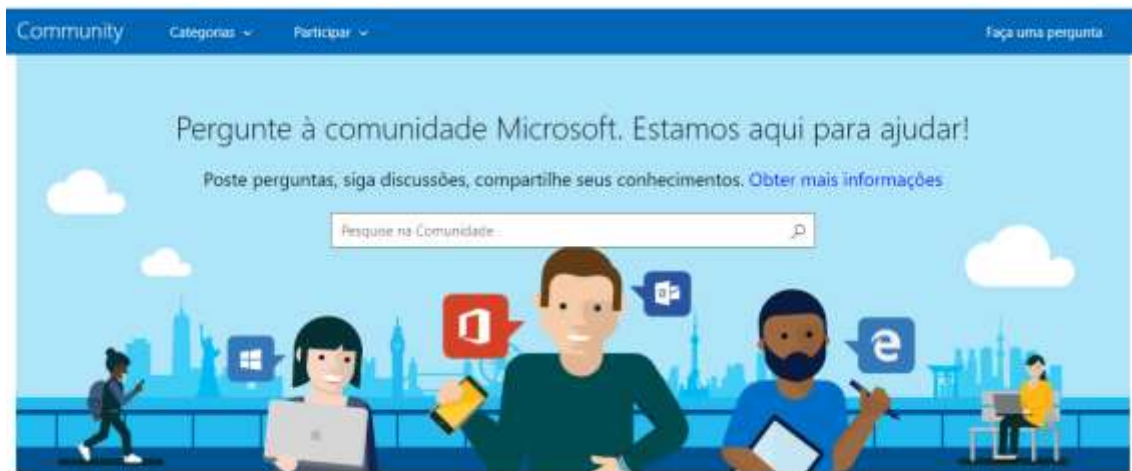 Community Categorias Participar Faça uma pergunta
Pergunte à comunidade Microsoft. Estamos aqui para ajudar!
Poste perguntas, siga discussões, compartilhe seus conhecimentos. Obter mais informações
Pesquise na Comunidade